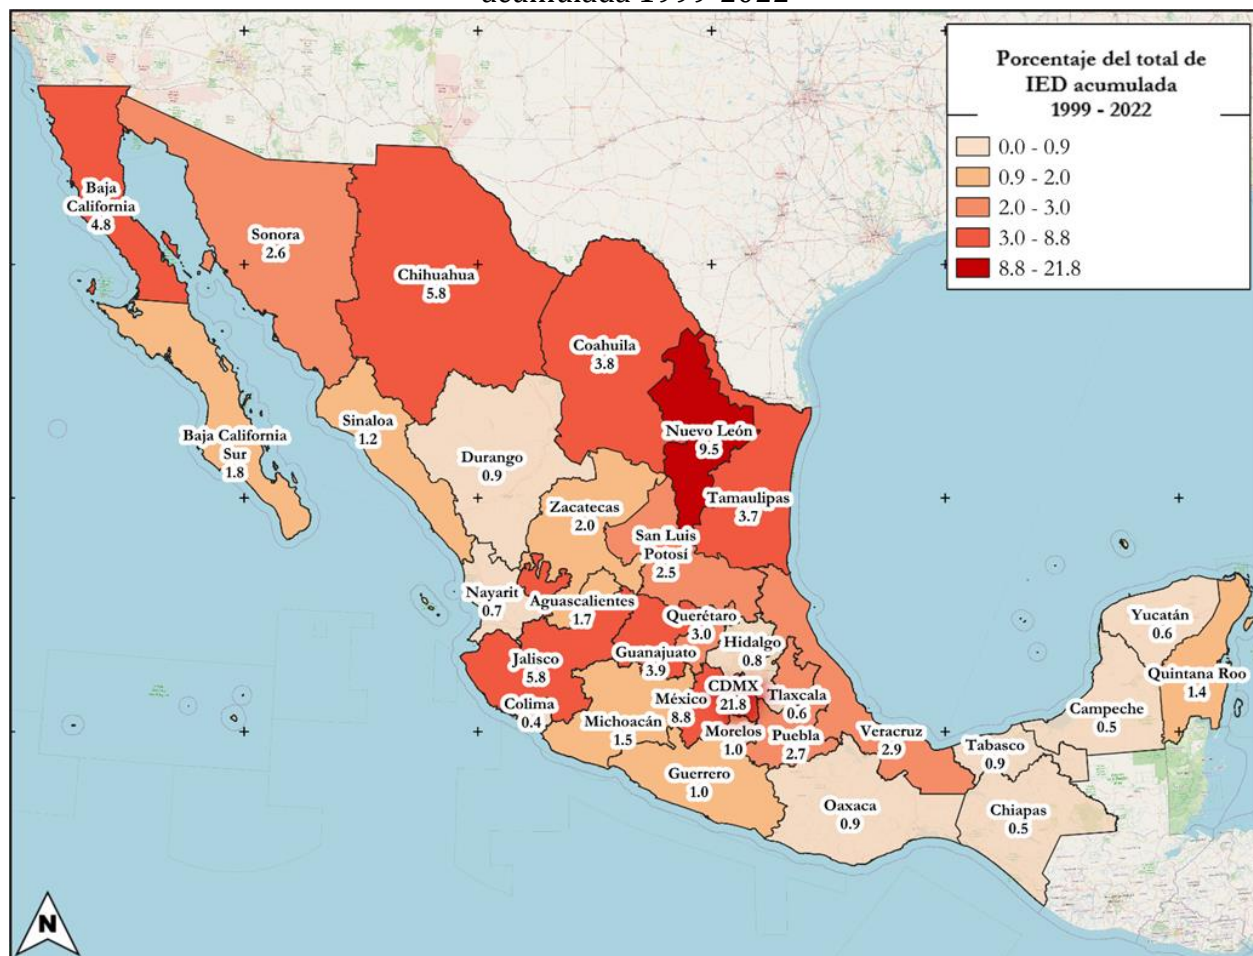 acumulada 1999-2022
Porcentaje del total de
IED acumulada
1999 - 2022
0.0 - 0.9
0.9 - 2.0
2.0 - 3.0
3.0 - 8.8
8.8 - 21.8
Baja
California
4.8
Sonora
2.6
Chihuahua
5.8
Coahuila
3.8
Nuevo León
9.5
Tamaulipas
3.7
Baja California
Sur
1.8
Sinaloa
1.2
Durango
0.9
Zacatecas
2.0
San Luis
Potosí
2.5
Nayarit
0.7
Aguascalientes
1.7
Querétaro
3.0
Hidalgo
0.8
Jalisco
5.8
Guanajuato
3.9
Colima
0.4
Michoacán
1.5
México
8.8
CDMX
21.8
Tlaxcala
0.6
Morelos
1.0
Puebla
2.7
Veracruz
2.9
Guerrero
1.0
Oaxaca
0.9
Tabasco
0.9
Chiapas
0.5
Campeche
0.5
Yucatán
0.6
Quintana Roo
1.4
N